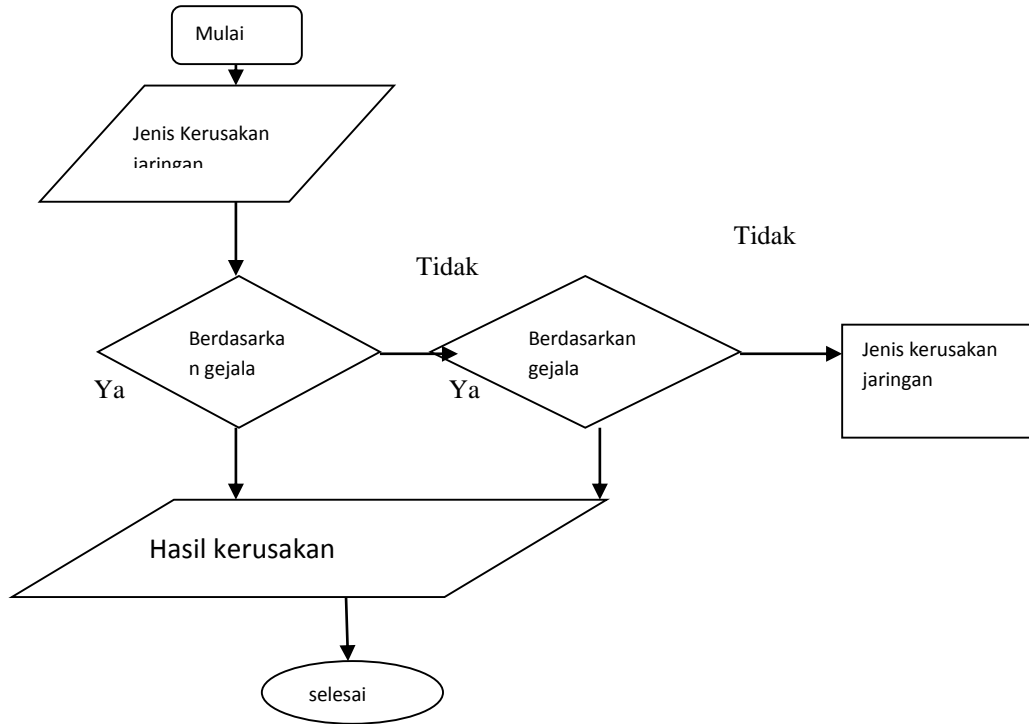 Mulai
Jenis Kerusakan
jaringan
Tidak
Tidak
Berdasarka
n gejala
Berdasarkan
gejala
Jenis kerusakan
jaringan
Ya
Ya
Hasil kerusakan
selesai